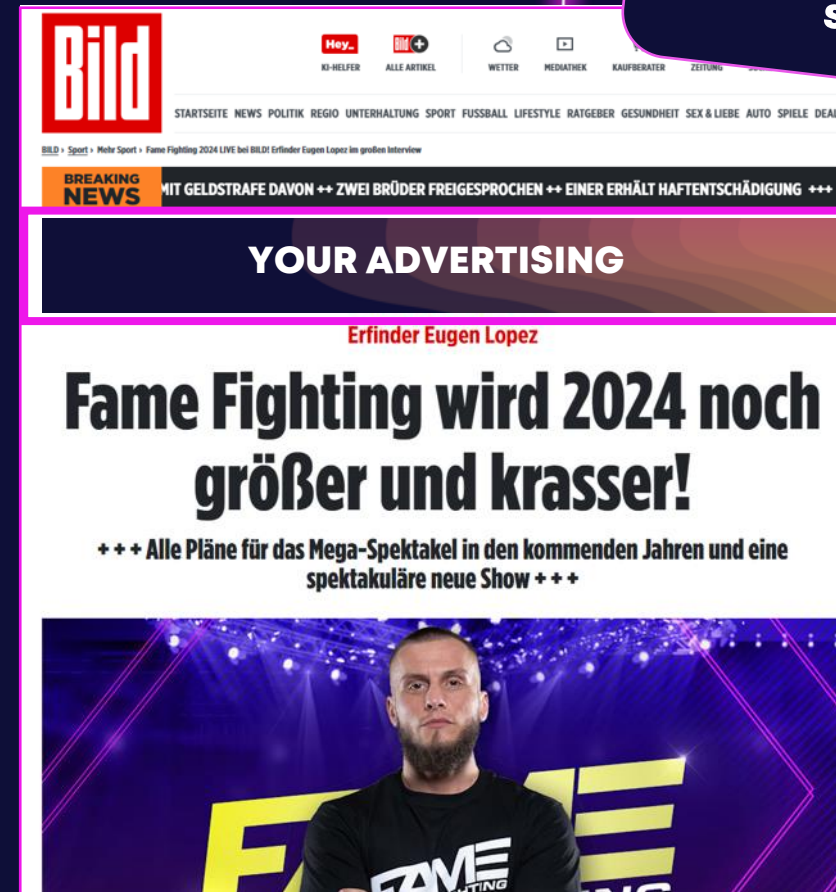 S
Bild
Hey_
Bild+
KI-HELFER
ALLE ARTIKEL
WETTER
MEDIATHEK
KAUFBERATER
ZEITUNG
STARTSEITE NEWS POLITIK REGIO UNTERHALTUNG SPORT FUSSBALL LIFESTYLE RATGEBER GESUNDHEIT SEX & LIEBE AUTO SPIELE DEAL
BILD › Sport › Mehr Sport › Fame Fighting 2024 LIVE bei BILD! Erfinder Eugen Lopez im großen Interview
BREAKING
NEWS
MIT GELDSTRAFE DAVON ++ ZWEI BRÜDER FREIGESPROCHEN ++ EINER ERHÄLT HAFTENTSCHÄDIGUNG +++
YOUR ADVERTISING
Erfinder Eugen Lopez
Fame Fighting wird 2024 noch
größer und krasser!
+ + + Alle Pläne für das Mega-Spektakel in den kommenden Jahren und eine
spektakuläre neue Show + + +
FAME
FAME